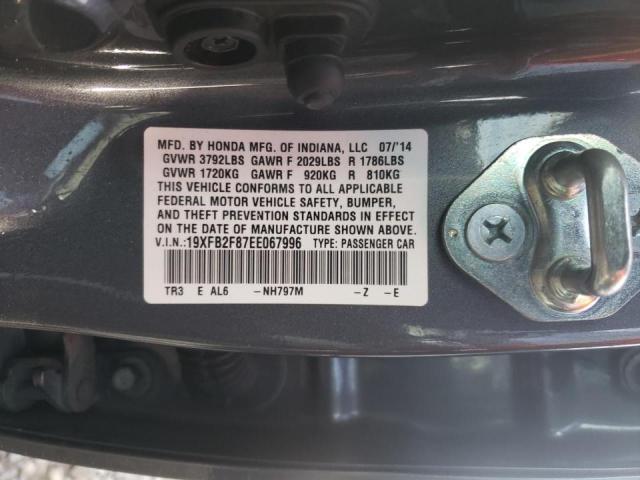 MFD. BY HONDA MFG. OF INDIANA, LLC 07/'14
GVWR 3792LBS GAWR F 2029LBS R 1786LBS
GVWR 1720KG GAWR F 920KG R 810KG
THIS VEHICLE CONFORMS TO ALL APPLICABLE
FEDERAL MOTOR VEHICLE SAFETY, BUMPER,
AND THEFT PREVENTION STANDARDS IN EFFECT
ON THE DATE OF MANUFACTURE SHOWN ABOVE.
V.I.N.:19XFB2F87EE067996 TYPE: PASSENGER CAR
TR3 E AL6 -NH797M -Z -E